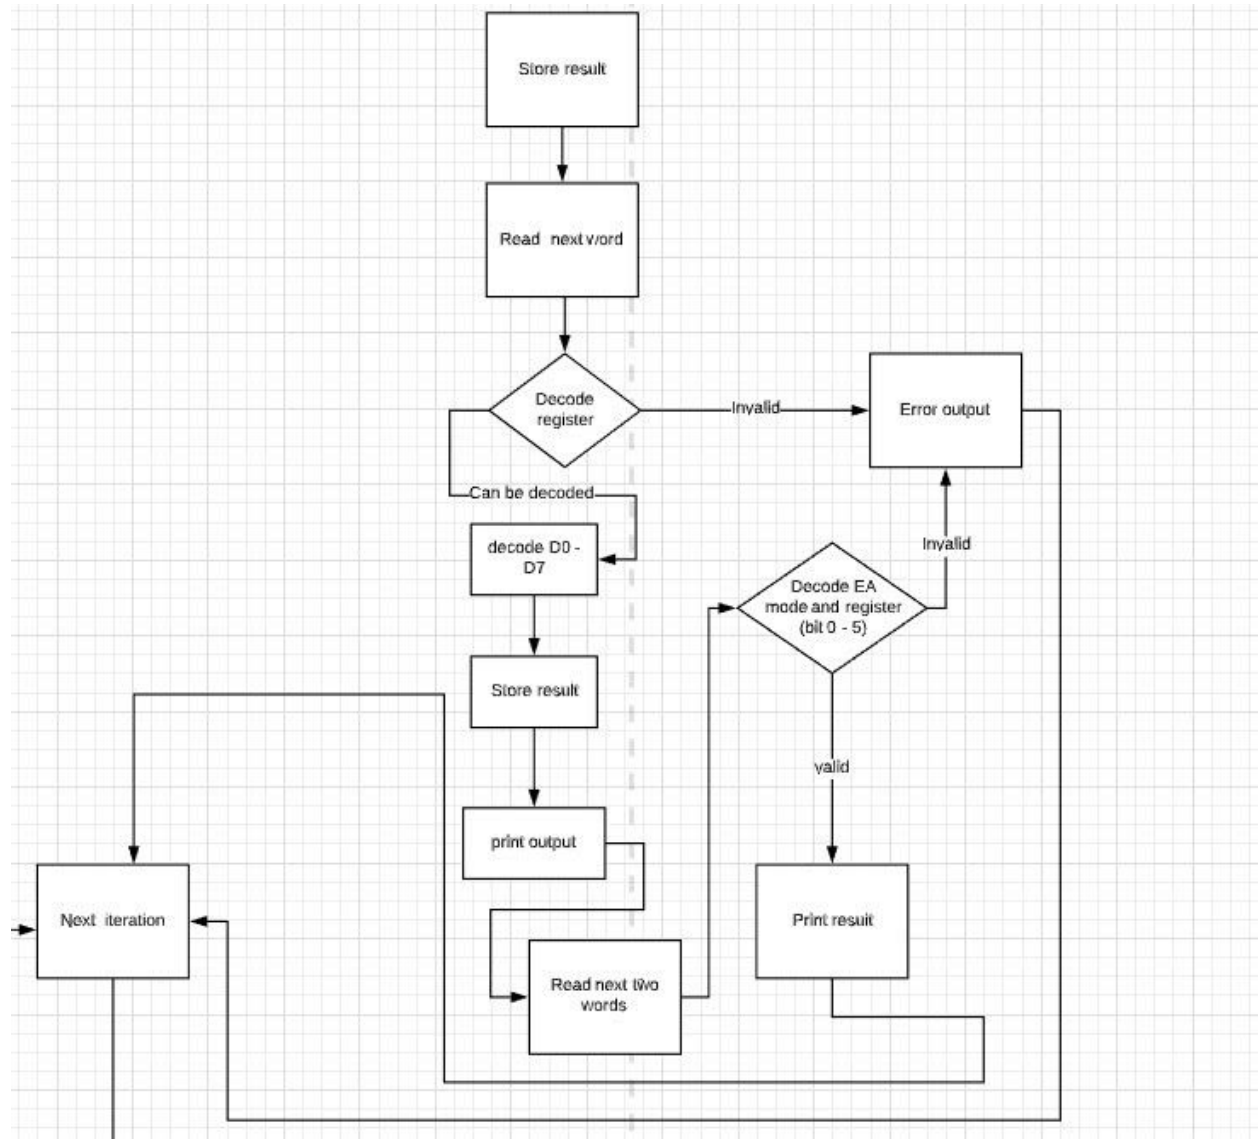 Store result
Read next word
Decode
register
Invalid
Error output
Can be decoded
decode D0 -
D7
Invalid
Decode EA
mode and register
(bit 0 - 5)
Store result
valid
print output
Next iteration
Print result
Read next two
words